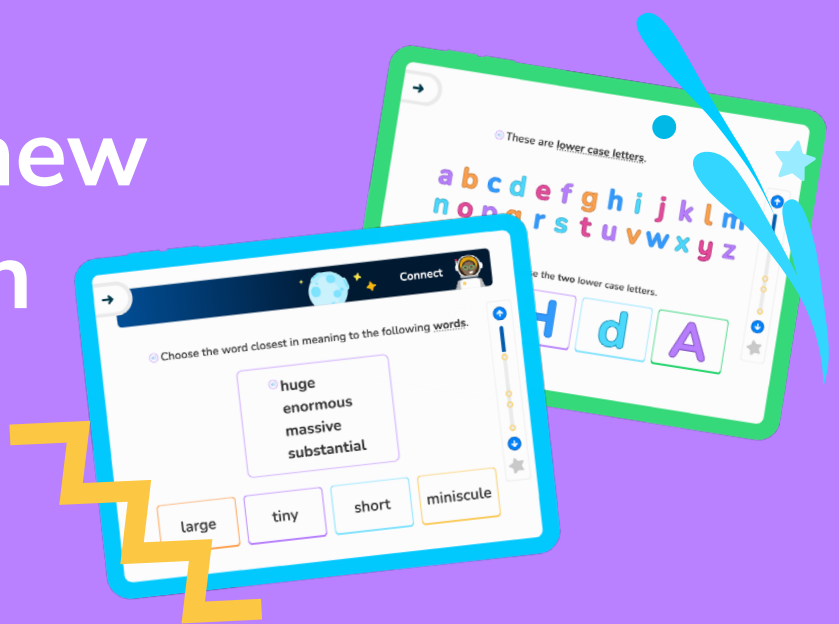 new
These are lower case letters.
a b c d e f g h i j k l m
n o p q r s t u v w x y z
the two lower case letters.
H d A
Connect
Choose the word closest in meaning to the following words.
huge
enormous
massive
substantial
large tiny short miniscule